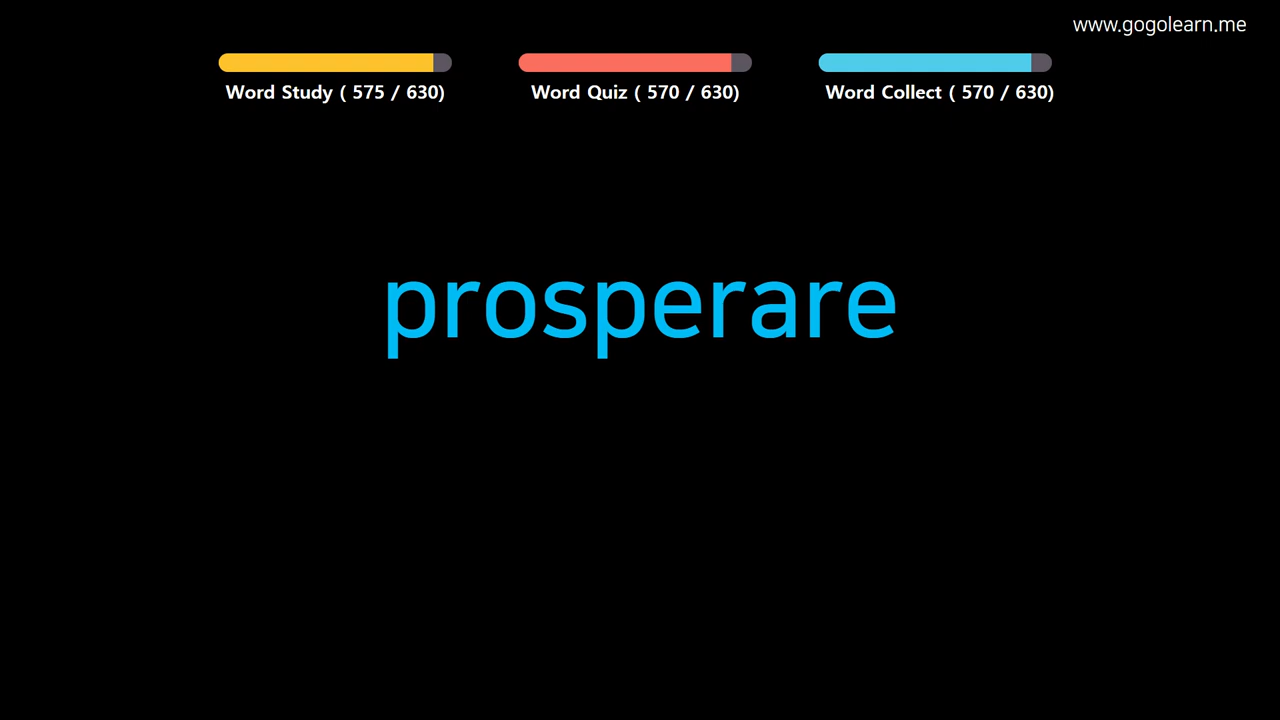 www.gogolearn.me
Word Study ( 575 / 630)
Word Quiz ( 570 / 630)
Word Collect ( 570 / 630)
prosperare